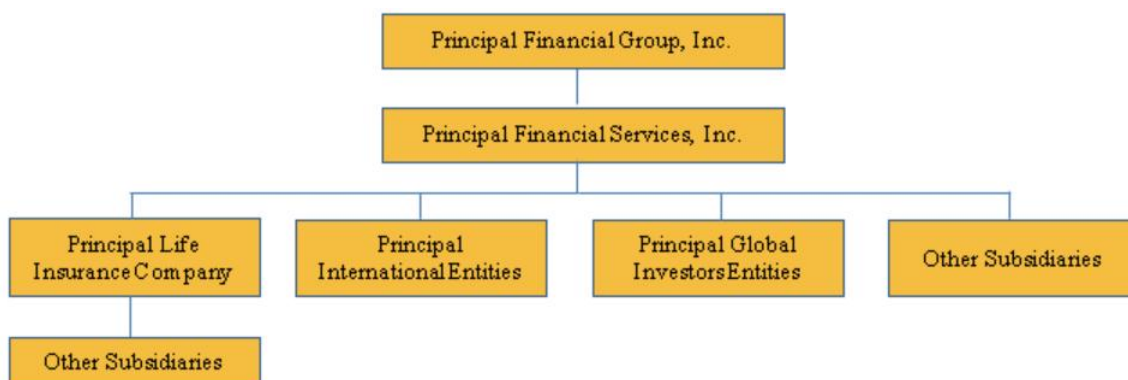 Principal Financial Group, Inc.
Principal Financial Services, Inc.
Principal Life
Insurance Company
Principal
International Entities
Principal Global
Investors Entities
Other Subsidiaries
Other Subsidiaries